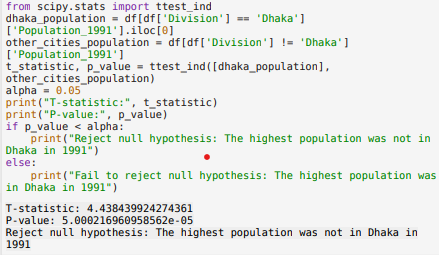 from scipy.stats import ttest_ind
dhaka_population = df[df['Division'] == 'Dhaka']
['Population_1991'].iloc[0]
other_cities_population = df[df['Division'] != 'Dhaka']
['Population_1991']
t_statistic, p_value = ttest_ind([dhaka_population],
other_cities_population)
alpha = 0.05
print("T-statistic:", t_statistic)
print("P-value:", p_value)
if p_value < alpha:
    print("Reject null hypothesis: The highest population was not in
Dhaka in 1991")
else:
    print("Fail to reject null hypothesis: The highest population was
in Dhaka in 1991")
T-statistic: 4.438439924274361
P-value: 5.000216960958562e-05
Reject null hypothesis: The highest population was not in Dhaka in
1991